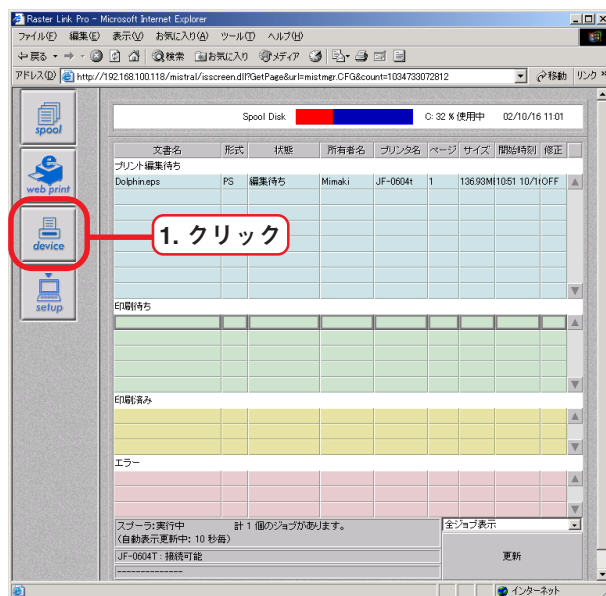 Raster Link Pro - Microsoft Internet Explorer
ファイル(F) 編集(E) 表示(V) お気に入り(A) ツール(T) ヘルプ(H)
戻る 検索 お気に入り メディア
アドレス(D) http://192.168.100.118/mistral/isscreen.dll?GetPage&url=mistmgr.CFG&count=1034733072812 移動 リンク »
spool
web print
device
setup
1. クリック
Spool Disk C: 32 % 使用中 02/10/16 11:01
文書名 形式 状態 所有者名 プリンタ名 ページ サイズ 開始時刻 修正
プリント編集待ち
Dolphin.eps PS 編集待ち Mimaki JF-0604t 1 136.93M 10:51 10/1 OFF
印刷待ち
印刷済み
エラー
スプーラ:実行中 計 1 個のジョブがあります。
(自動表示更新中: 10 秒毎)
JF-0604T : 接続可能
--------------
全ジョブ表示
更新
インターネット